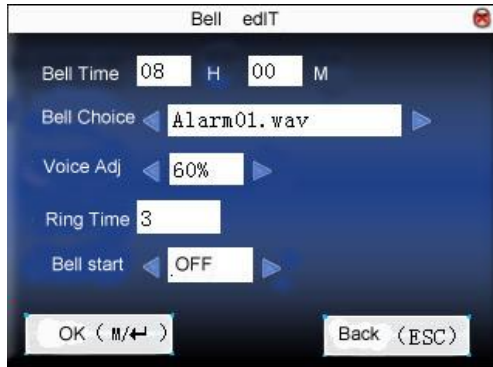 Bell edIT
Bell Time 08 H 00 M
Bell Choice Alarm01.wav
Voice Adj 60%
Ring Time 3
Bell start .OFF
OK (M/↵) Back (ESC)